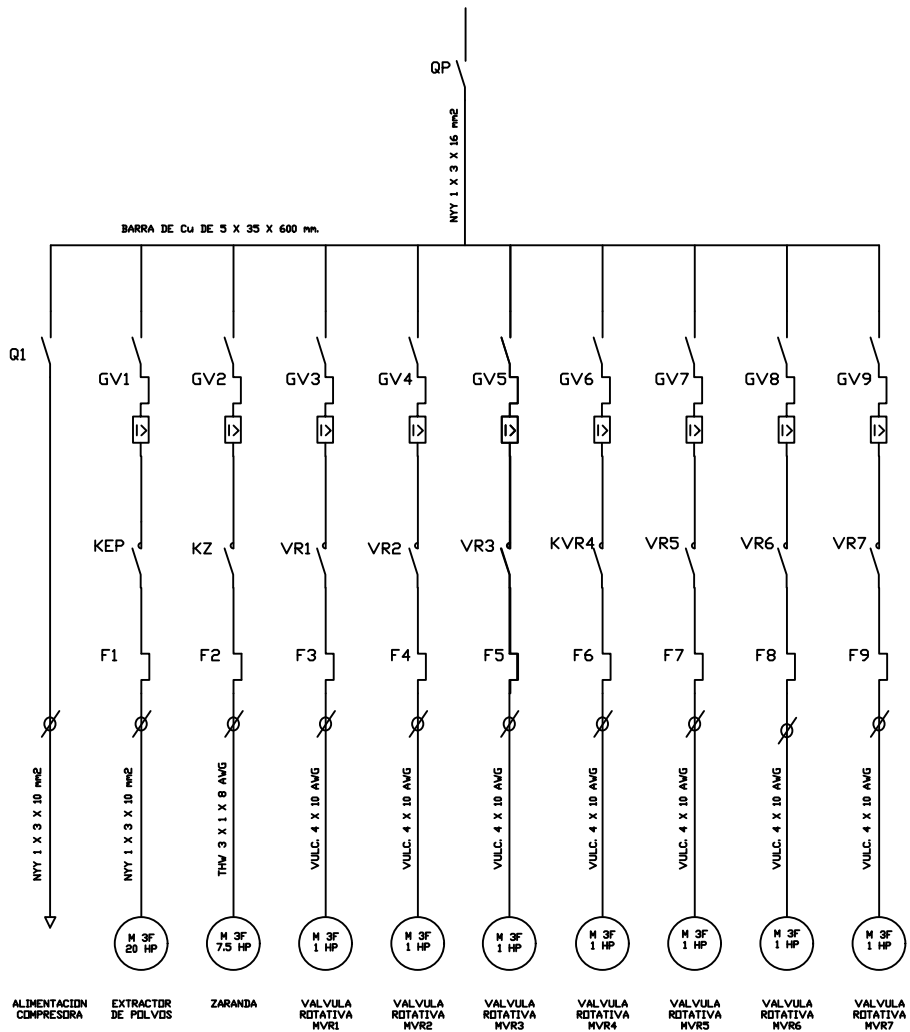 QP
NYY 1 X 3 X 16 mm2
BARRA DE Cu DE 5 X 35 X 600 mm.
Q1
GV1
GV2
GV3
GV4
GV5
GV6
GV7
GV8
GV9
I>
I>
I>
I>
I>
I>
I>
I>
I>
KEP
KZ
VR1
VR2
VR3
KVR4
VR5
VR6
VR7
F1
F2
F3
F4
F5
F6
F7
F8
F9
NYY 1 X 3 X 10 mm2
NYY 1 X 3 X 10 mm2
THW 3 X 1 X 8 AWG
VULC. 4 X 10 AWG
VULC. 4 X 10 AWG
VULC. 4 X 10 AWG
VULC. 4 X 10 AWG
VULC. 4 X 10 AWG
VULC. 4 X 10 AWG
VULC. 4 X 10 AWG
M 3F
20 HP
M 3F
7.5 HP
M 3F
1 HP
M 3F
1 HP
M 3F
1 HP
M 3F
1 HP
M 3F
1 HP
M 3F
1 HP
M 3F
1 HP
ALIMENTACION
COMPRESORA
EXTRACTOR
DE POLVOS
ZARANDA
VALVULA
ROTATIVA
MVR1
VALVULA
ROTATIVA
MVR2
VALVULA
ROTATIVA
MVR3
VALVULA
ROTATIVA
MVR4
VALVULA
ROTATIVA
MVR5
VALVULA
ROTATIVA
MVR6
VALVULA
ROTATIVA
MVR7